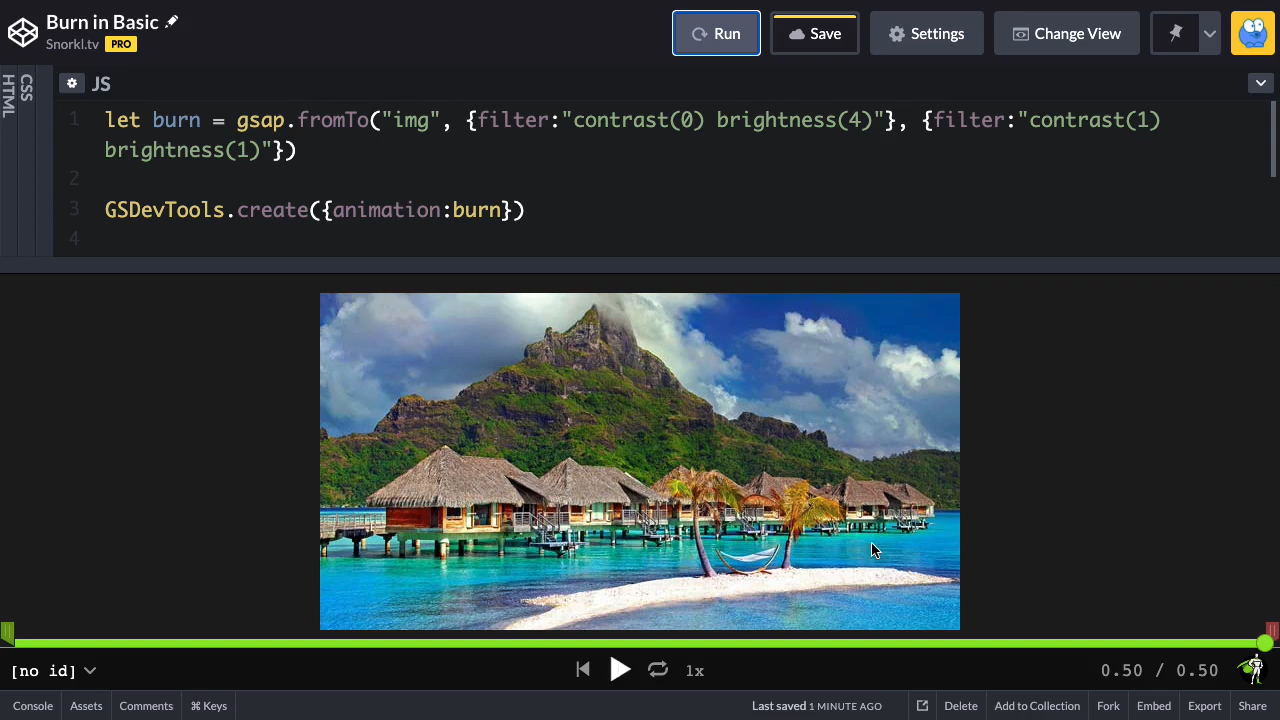 Burn in Basic
Snorkl.tv PRO
Run
Save
Settings
Change View
HTML
CSS
JS
1 let burn = gsap.fromTo("img", {filter:"contrast(0) brightness(4)"}, {filter:"contrast(1)
brightness(1)"})
2
3 GSDevTools.create({animation:burn})
4
[no id]
1x
0.50 / 0.50
Console
Assets
Comments
⌘ Keys
Last saved 1 MINUTE AGO
Delete
Add to Collection
Fork
Embed
Export
Share